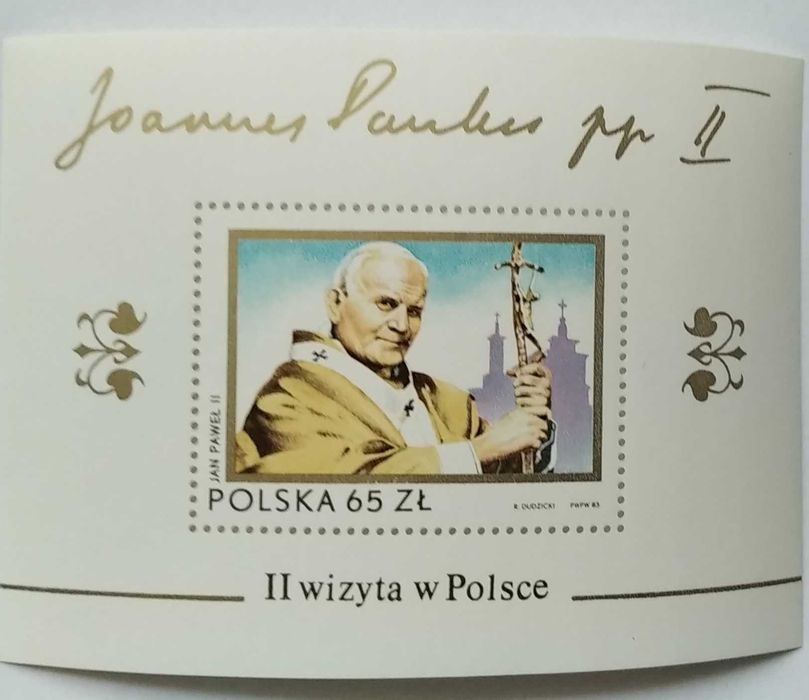 Joannes Paulus pp II
JAN PAWEŁ II
POLSKA 65 ZŁ
R. DUDZICKI PWPW 83
II wizyta w Polsce